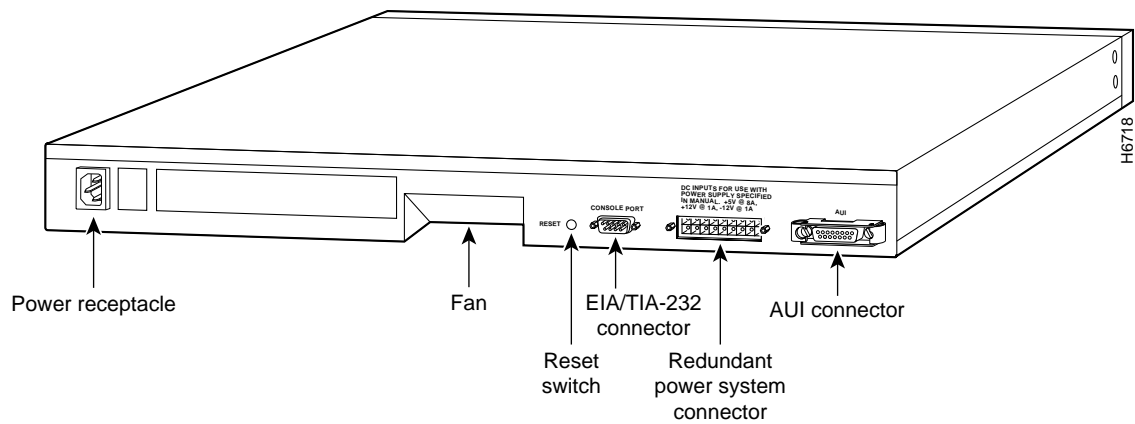 H6718
DC INPUTS FOR USE WITH
POWER SUPPLY SPECIFIED
IN MANUAL. +5V @ 8A,
+12V @ 1A, -12V @ 1A
CONSOLE PORT
AUI
RESET
Power receptacle
Fan
EIA/TIA-232
connector
AUI connector
Reset
switch
Redundant
power system
connector